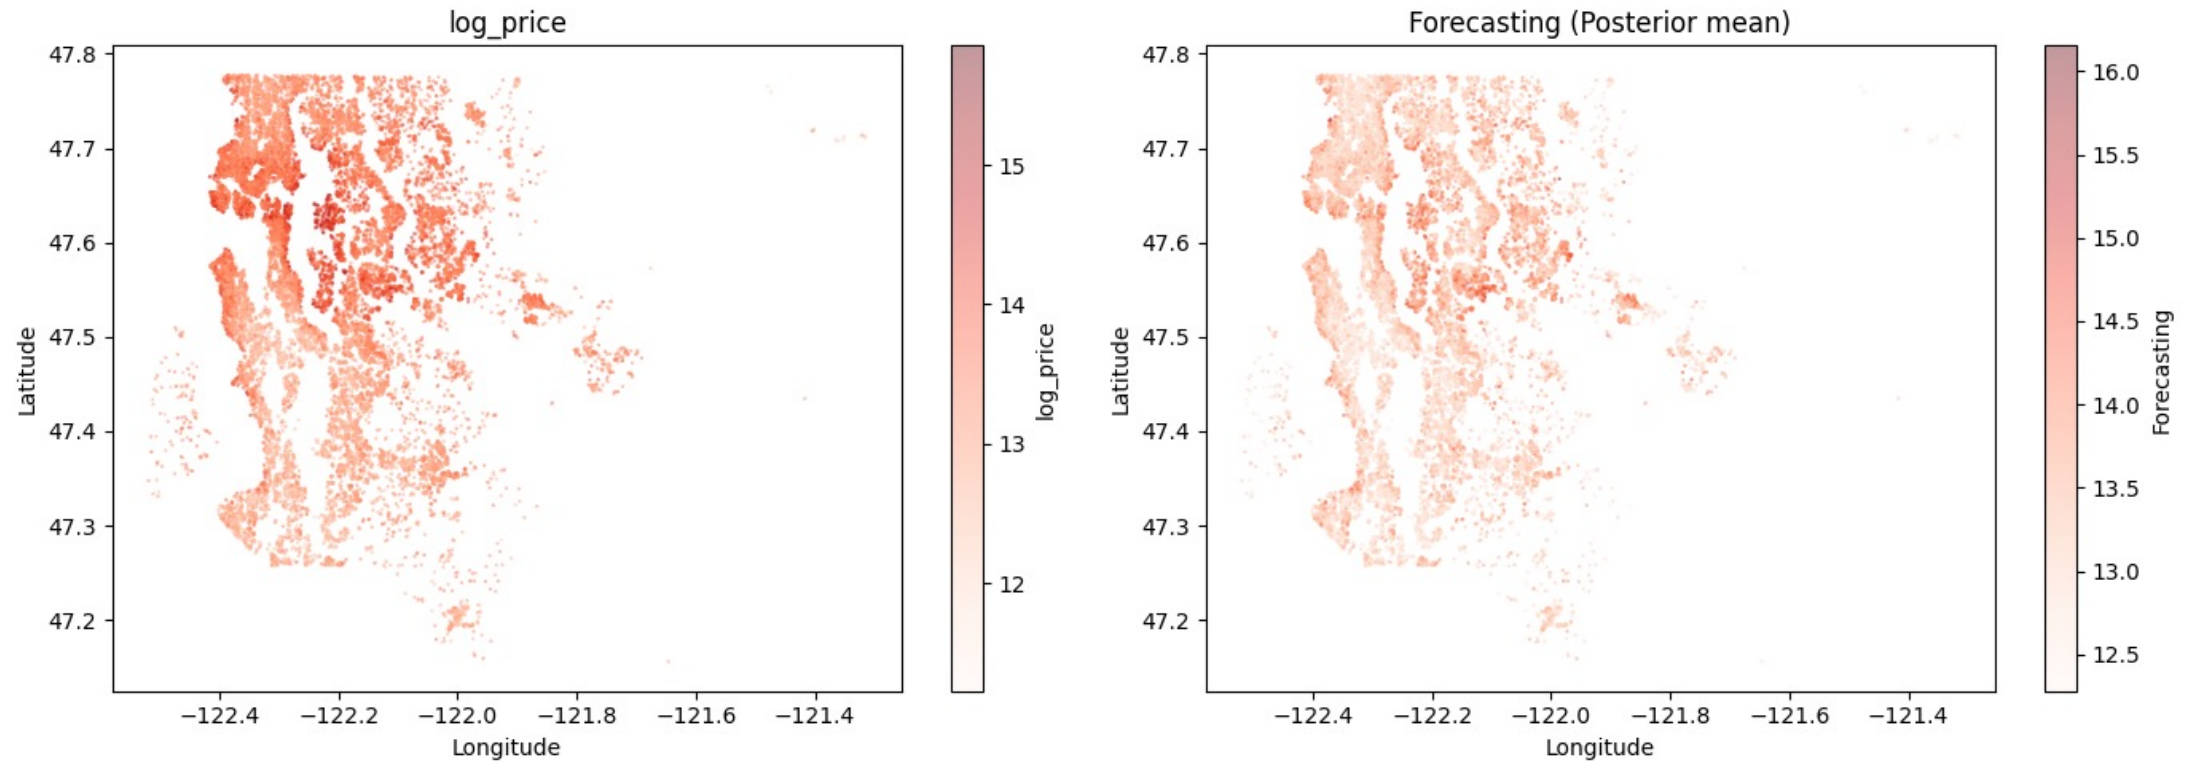 log_price
47.8
47.7
47.6
47.5
47.4
47.3
47.2
Latitude
−122.4 −122.2 −122.0 −121.8 −121.6 −121.4
Longitude
15
14
13
12
log_price
Forecasting (Posterior mean)
47.8
47.7
47.6
47.5
47.4
47.3
47.2
Latitude
−122.4 −122.2 −122.0 −121.8 −121.6 −121.4
Longitude
16.0
15.5
15.0
14.5
14.0
13.5
13.0
12.5
Forecasting